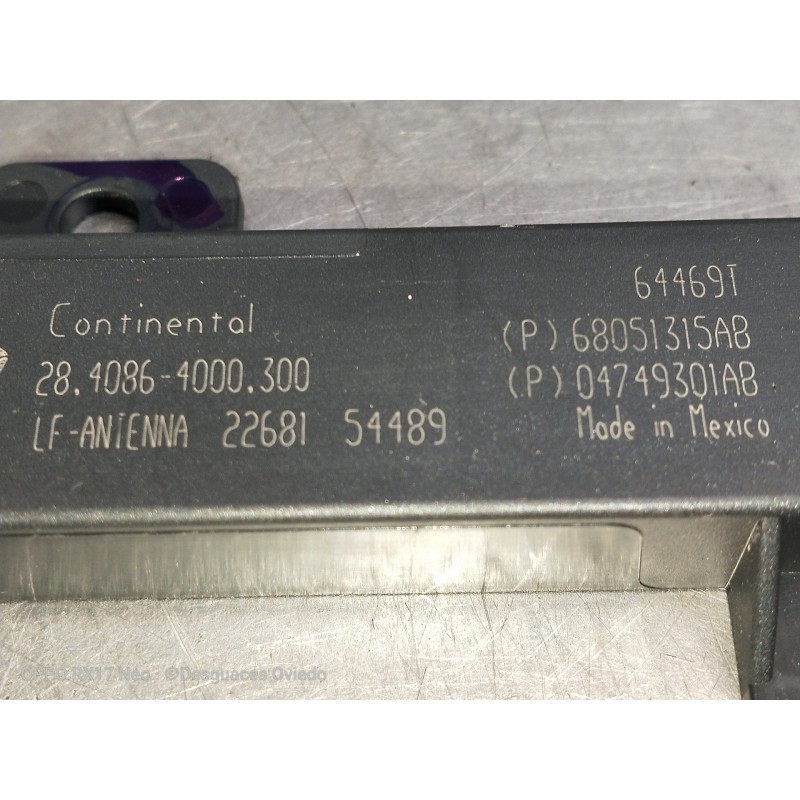 64469T
Continental
(P)68051315AB
28.4086-4000.300
(P)04749301AB
LF-ANTENNA 22681 54489
Made in Mexico
©Desguaces Oviedo